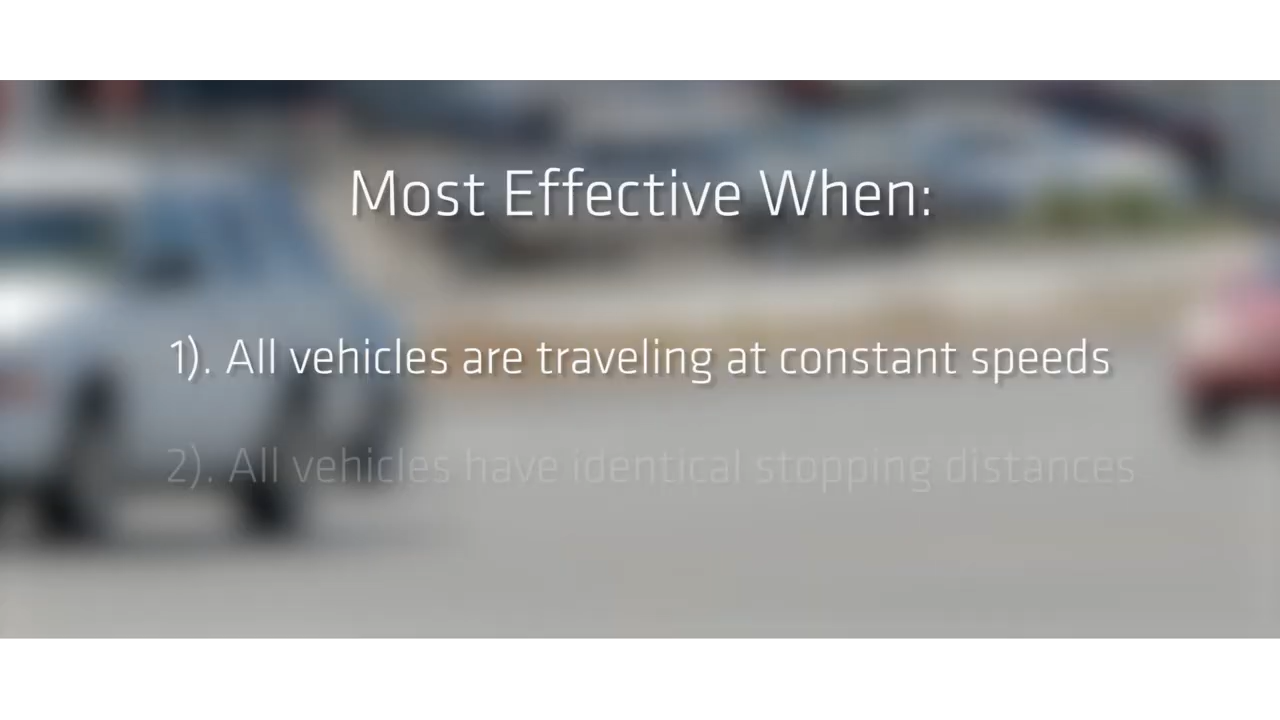 Most Effective When:
1). All vehicles are traveling at constant speeds
2). All vehicles have identical stopping distances